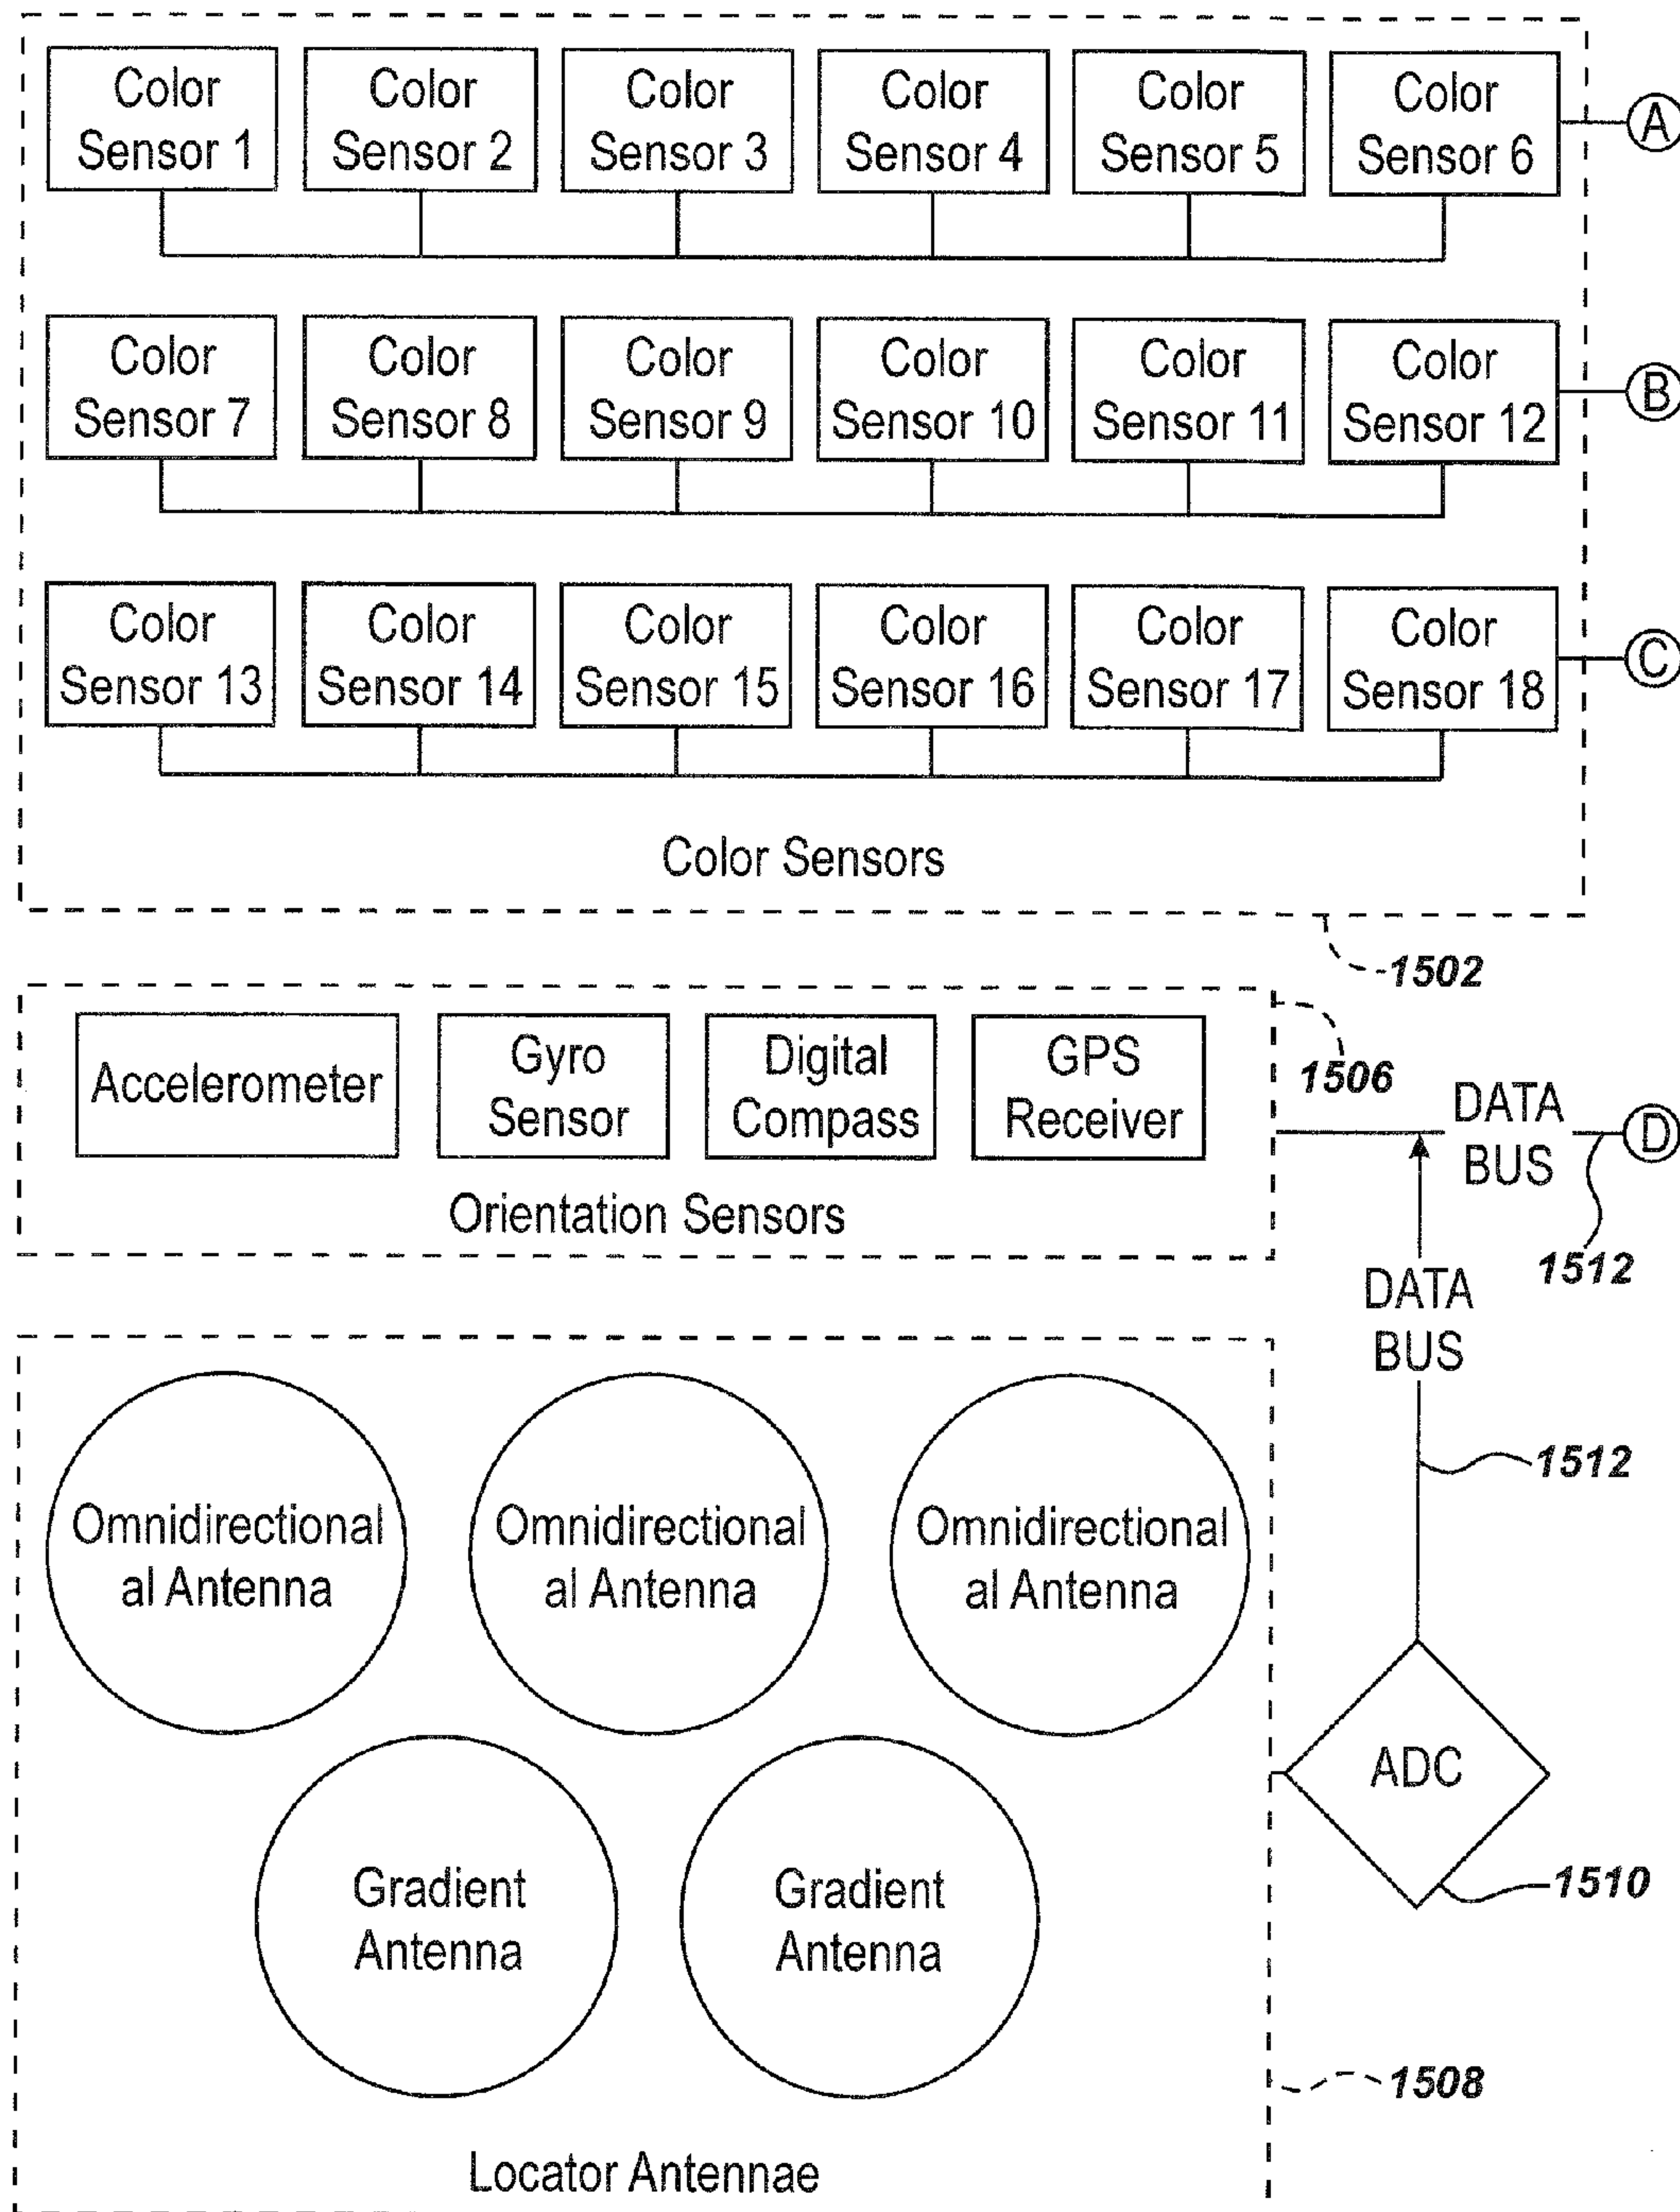 Color
Sensor 1
Color
Sensor 2
Color
Sensor 3
Color
Sensor 4
Color
Sensor 5
Color
Sensor 6
A
Color
Sensor 7
Color
Sensor 8
Color
Sensor 9
Color
Sensor 10
Color
Sensor 11
Color
Sensor 12
B
Color
Sensor 13
Color
Sensor 14
Color
Sensor 15
Color
Sensor 16
Color
Sensor 17
Color
Sensor 18
C
Color Sensors
1502
Accelerometer
Gyro
Sensor
Digital
Compass
GPS
Receiver
Orientation Sensors
1506
DATA
BUS
D
1512
DATA
BUS
1512
Omnidirectional
al Antenna
Omnidirectional
al Antenna
Omnidirectional
al Antenna
ADC
1510
Gradient
Antenna
Gradient
Antenna
1508
Locator Antennae